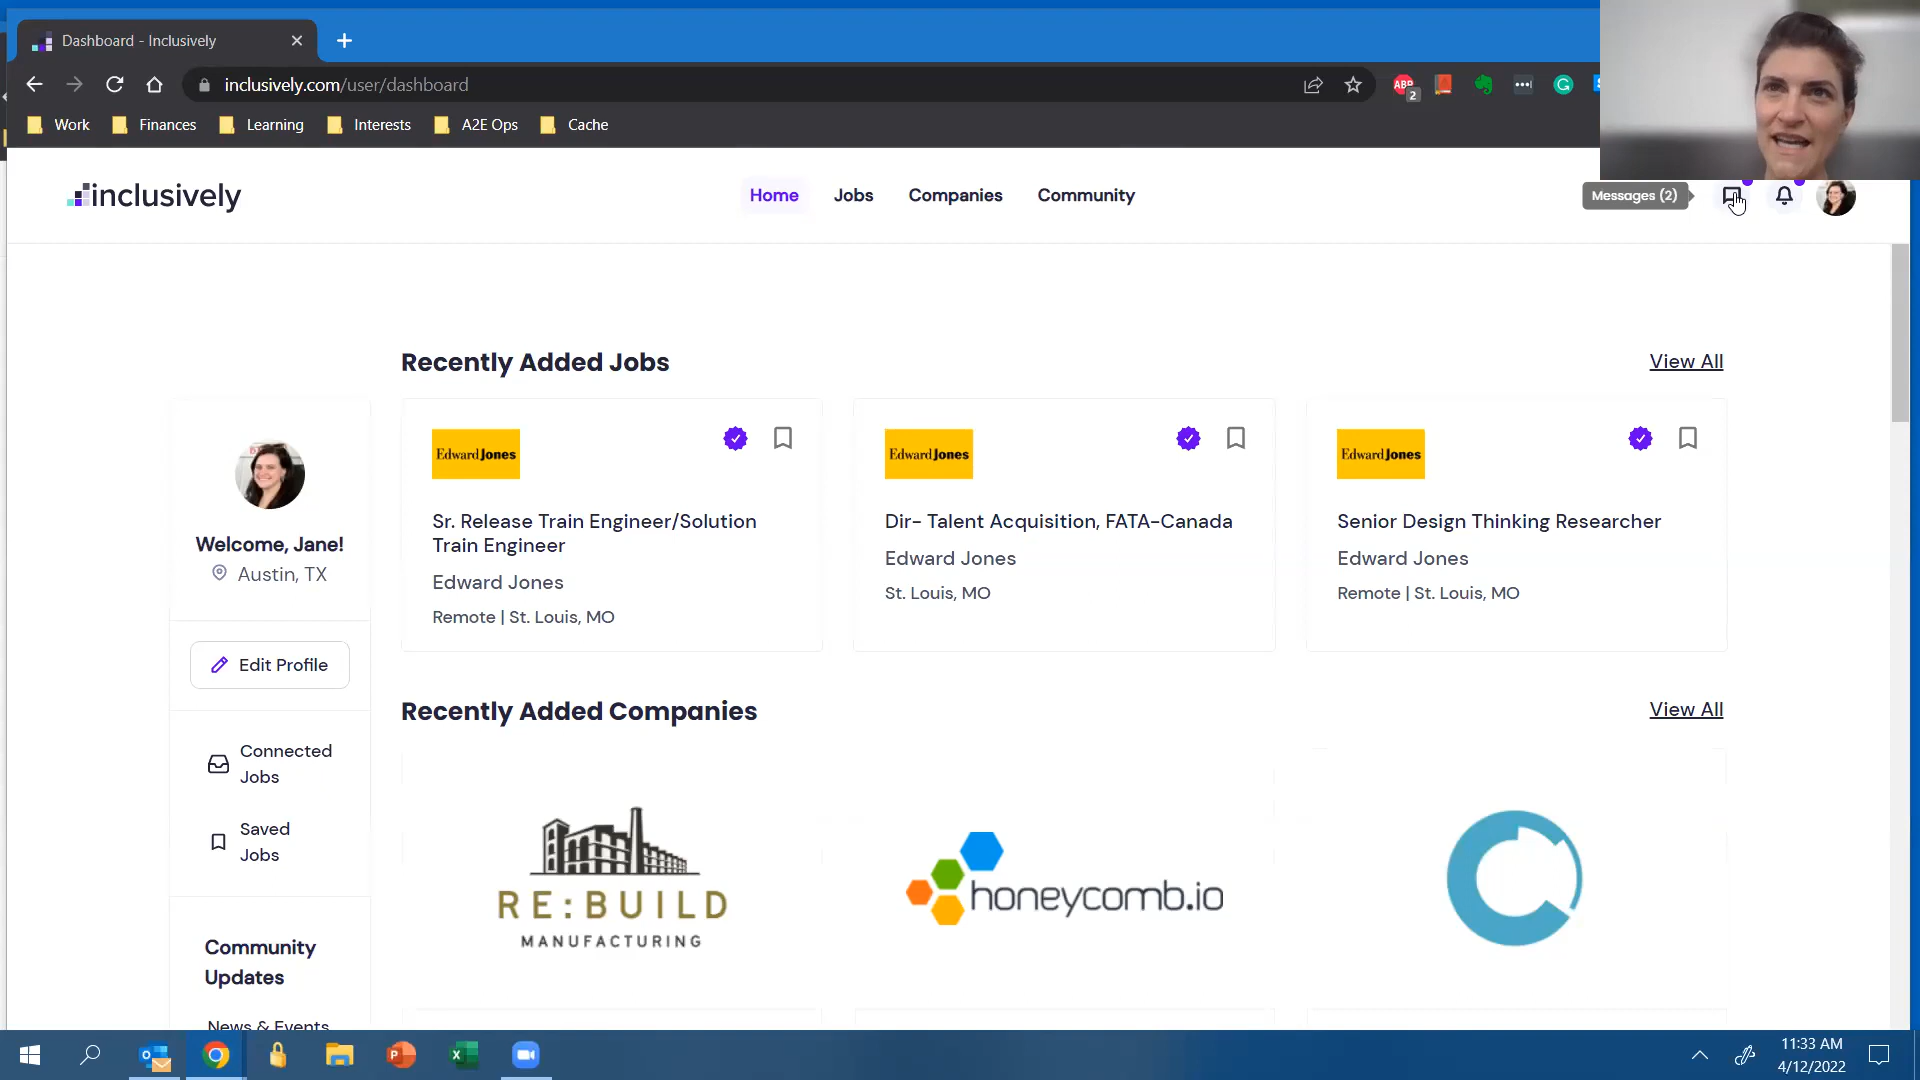 Dashboard - Inclusively
inclusively.com/user/dashboard
ABP
2
G
Work
Finances
Learning
Interests
A2E Ops
Cache
inclusively
Home
Jobs
Companies
Community
Messages (2)
Recently Added Jobs
View All
Welcome, Jane!
Austin, TX
Edit Profile
Connected
Jobs
Saved
Jobs
Community
Updates
News & Events
Edward Jones
Sr. Release Train Engineer/Solution
Train Engineer
Edward Jones
Remote | St. Louis, MO
Edward Jones
Dir- Talent Acquisition, FATA-Canada
Edward Jones
St. Louis, MO
Edward Jones
Senior Design Thinking Researcher
Edward Jones
Remote | St. Louis, MO
Recently Added Companies
View All
RE:BUILD
MANUFACTURING
honeycomb.io
11:33 AM
4/12/2022